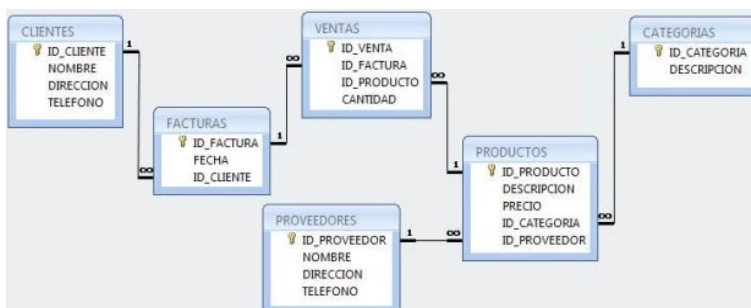 CLIENTES
ID_CLIENTE
NOMBRE
DIRECCION
TELEFONO
1
∞
FACTURAS
ID_FACTURA
FECHA
ID_CLIENTE
1
∞
VENTAS
ID_VENTA
ID_FACTURA
ID_PRODUCTO
CANTIDAD
∞
1
PRODUCTOS
ID_PRODUCTO
DESCRIPCION
PRECIO
ID_CATEGORIA
ID_PROVEEDOR
∞
1
CATEGORIAS
ID_CATEGORIA
DESCRIPCION
PROVEEDORES
ID_PROVEEDOR
NOMBRE
DIRECCION
TELEFONO
1
∞